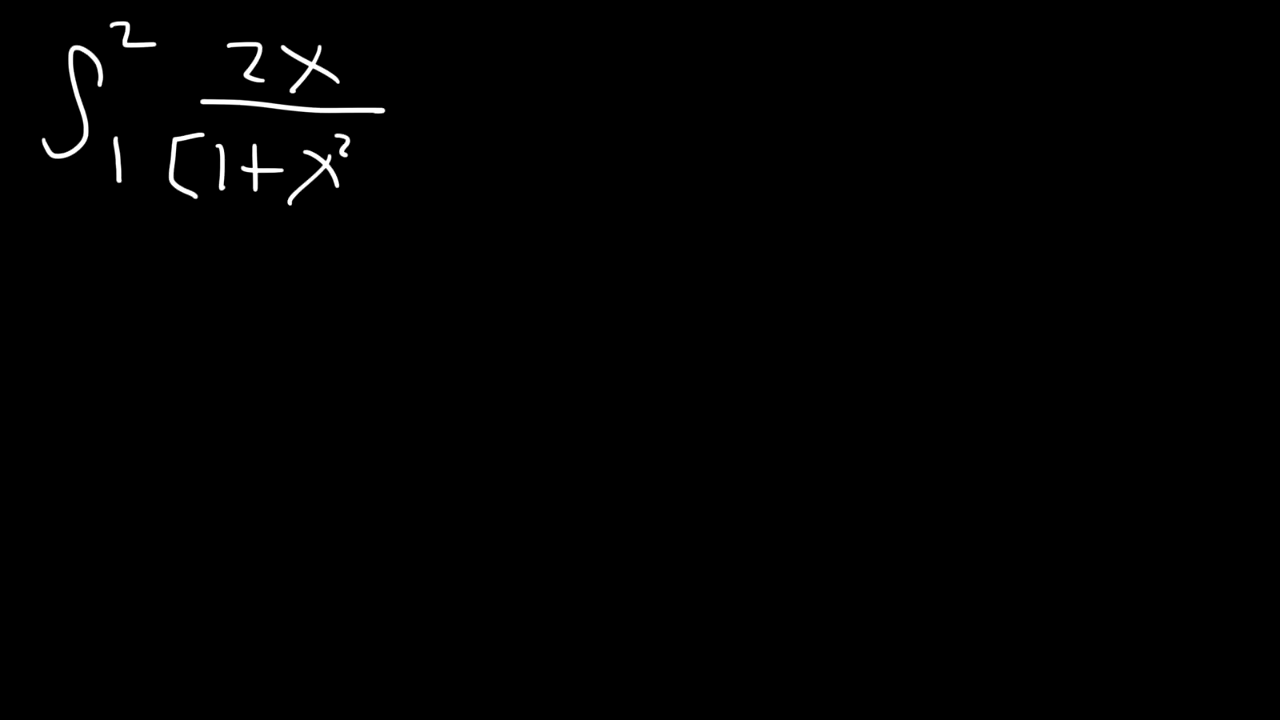 ∫₁² 2x / [1+x²